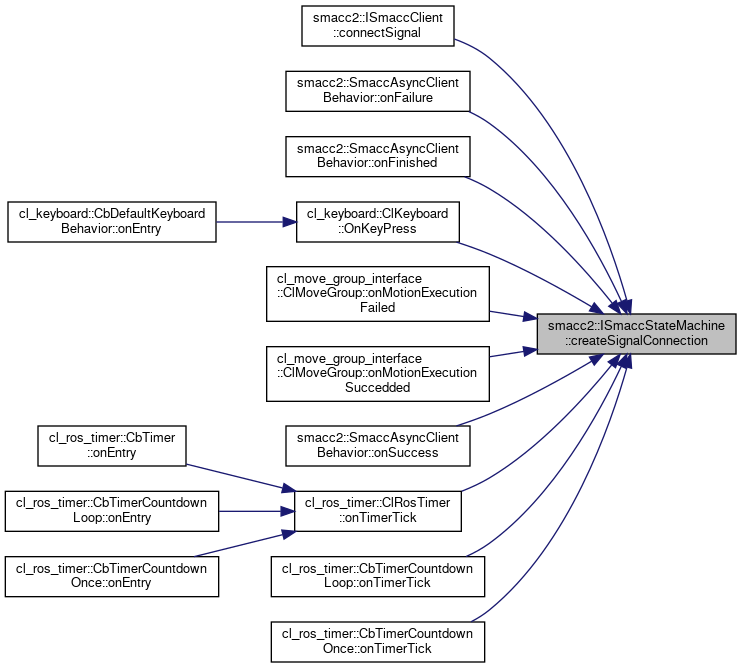 smacc2::ISmaccClient
::connectSignal
smacc2::SmaccAsyncClient
Behavior::onFailure
smacc2::SmaccAsyncClient
Behavior::onFinished
cl_keyboard::CbDefaultKeyboard
Behavior::onEntry
cl_keyboard::ClKeyboard
::OnKeyPress
cl_move_group_interface
::ClMoveGroup::onMotionExecution
Failed
smacc2::ISmaccStateMachine
::createSignalConnection
cl_move_group_interface
::ClMoveGroup::onMotionExecution
Succedded
cl_ros_timer::CbTimer
::onEntry
smacc2::SmaccAsyncClient
Behavior::onSuccess
cl_ros_timer::CbTimerCountdown
Loop::onEntry
cl_ros_timer::ClRosTimer
::onTimerTick
cl_ros_timer::CbTimerCountdown
Once::onEntry
cl_ros_timer::CbTimerCountdown
Loop::onTimerTick
cl_ros_timer::CbTimerCountdown
Once::onTimerTick